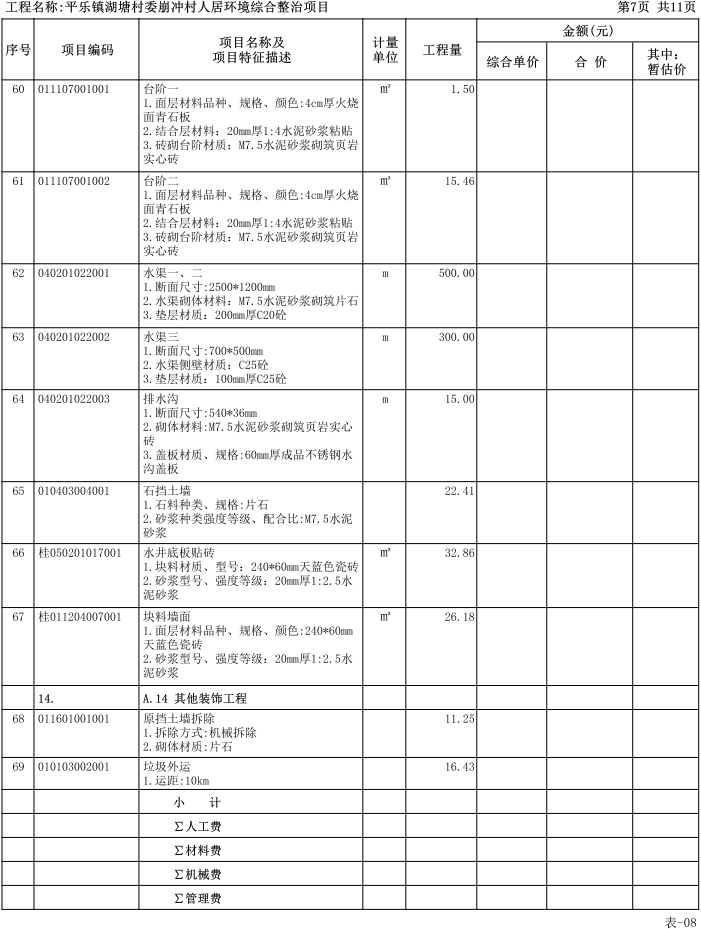 工程名称:平乐镇湖塘村委崩冲村人居环境综合整治项目 第7页 共11页
序号 项目编码 项目名称及 项目特征描述 计量 单位 工程量 金额(元)
综合单价 合 价 其中: 暂估价
60 011107001001 台阶一 ㎡ 1.50
1.面层材料品种、规格、颜色:4cm厚火烧
面青石板
2.结合层材料: 20mm厚1:4水泥砂浆粘贴
3.砖砌台阶材质: M7.5水泥砂浆砌筑页岩
实心砖
61 011107001002 台阶二 ㎡ 15.46
1.面层材料品种、规格、颜色:4cm厚火烧
面青石板
2.结合层材料: 20mm厚1:4水泥砂浆粘贴
3.砖砌台阶材质: M7.5水泥砂浆砌筑页岩
实心砖
62 040201022001 水渠一、二 m 500.00
1.断面尺寸:2500*1200mm
2.水渠砌体材料: M7.5水泥砂浆砌筑片石
3.垫层材质: 200mm厚C20砼
63 040201022002 水渠三 m 300.00
1.断面尺寸:700*500mm
2.水渠侧壁材质: C25砼
3.垫层材质: 100mm厚C25砼
64 040201022003 排水沟 m 15.00
1.断面尺寸:540*36mm
2.砌体材料:M7.5水泥砂浆砌筑页岩实心
砖
3.盖板材质、规格:60mm厚成品不锈钢水
沟盖板
65 010403004001 石挡土墙 22.41
1.石料种类、规格:片石
2.砂浆种类强度等级、配合比:M7.5水泥
砂浆
66 桂050201017001 水井底板贴砖 ㎡ 32.86
1.块料材质、型号: 240*60mm天蓝色瓷砖
2.砂浆型号、强度等级: 20mm厚1:2.5水
泥砂浆
67 桂011204007001 块料墙面 ㎡ 26.18
1.面层材料品种、规格、颜色:240*60mm
天蓝色瓷砖
2.砂浆型号、强度等级: 20mm厚1:2.5水
泥砂浆
14. A.14 其他装饰工程
68 011601001001 原挡土墙拆除 11.25
1.拆除方式:机械拆除
2.砌体材质:片石
69 010103002001 垃圾外运 16.43
1.运距:10km
小 计
∑人工费
∑材料费
∑机械费
∑管理费
表-08